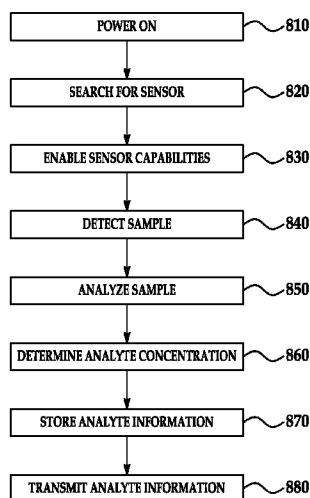 POWER ON 810
SEARCH FOR SENSOR 820
ENABLE SENSOR CAPABILITIES 830
DETECT SAMPLE 840
ANALYZE SAMPLE 850
DETERMINE ANALYTE CONCENTRATION 860
STORE ANALYTE INFORMATION 870
TRANSMIT ANALYTE INFORMATION 880